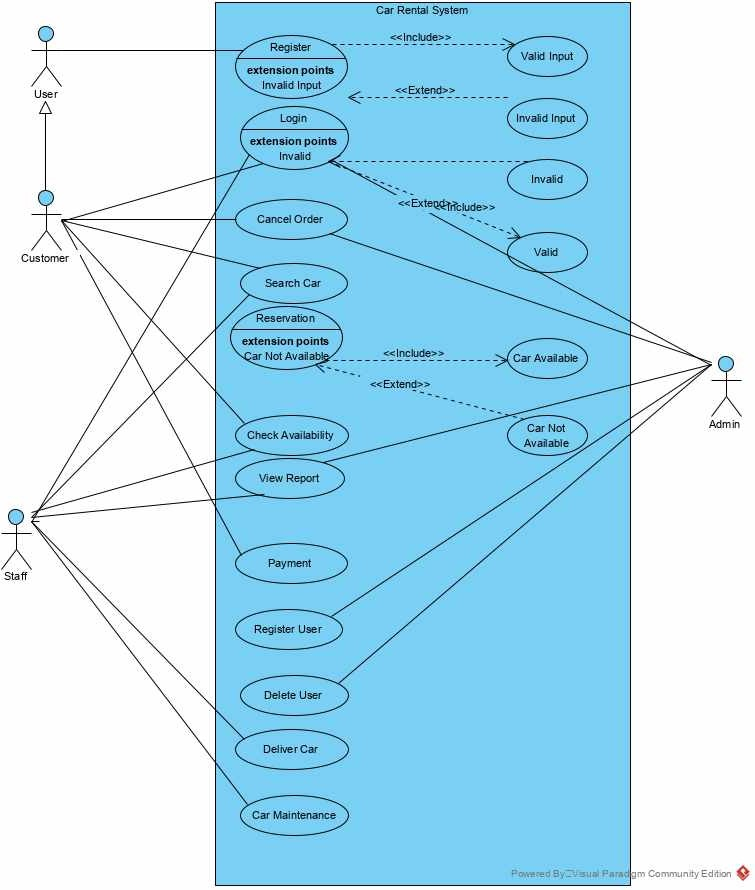 Car Rental System
Register
<<Include>>
Valid Input
extension points
Invalid Input
<<Extend>>
User
Invalid Input
Login
extension points
Invalid
Invalid
<<Extend>>
<<Include>>
Cancel Order
Valid
Customer
Search Car
Reservation
extension points
Car Not Available
<<Include>>
Car Available
<<Extend>>
Admin
Check Availability
Car Not
Available
View Report
Staff
Payment
Register User
Delete User
Deliver Car
Car Maintenance
Powered By Visual Paradigm Community Edition